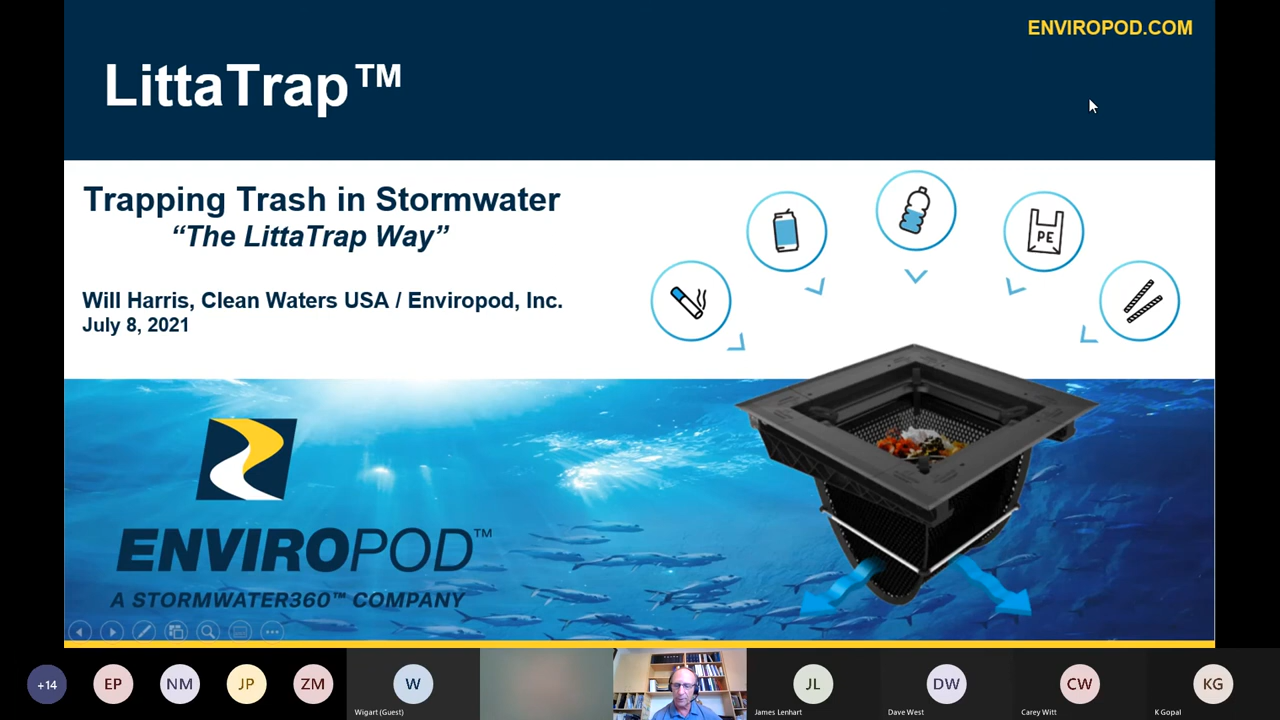 ENVIROPOD.COM
LittaTrap™
Trapping Trash in Stormwater
“The LittaTrap Way”
Will Harris, Clean Waters USA / Enviropod, Inc.
July 8, 2021
PE
ENVIROPOD™
A STORMWATER360™ COMPANY
+14
EP
NM
JP
ZM
W
JL
DW
CW
KG
Wigart (Guest)
James Lenhart
Dave West
Carey Witt
K Gopal